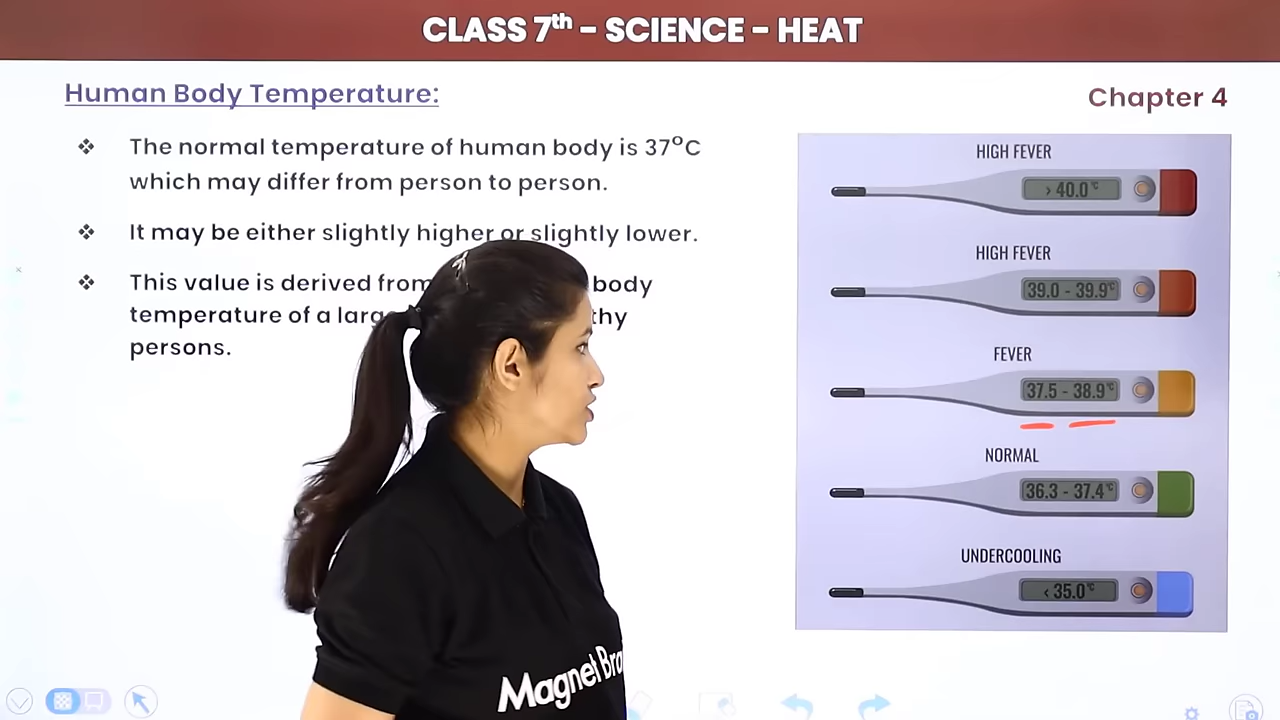 CLASS 7th - SCIENCE - HEAT
Human Body Temperature:
Chapter 4
❖ The normal temperature of human body is 37°C
which may differ from person to person.
❖ It may be either slightly higher or slightly lower.
❖ This value is derived from body
temperature of a
persons.
HIGH FEVER
> 40.0°C
HIGH FEVER
39.0 - 39.9°C
FEVER
37.5 - 38.9°C
NORMAL
36.3 - 37.4°C
UNDERCOOLING
< 35.0°C
Magnet